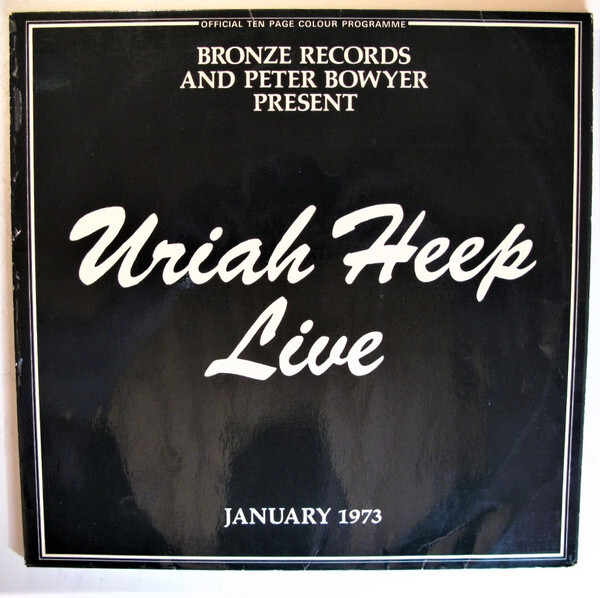 OFFICIAL TEN PAGE COLOUR PROGRAMME
BRONZE RECORDS
AND PETER BOWYER
PRESENT
Uriah Heep
Live
JANUARY 1973